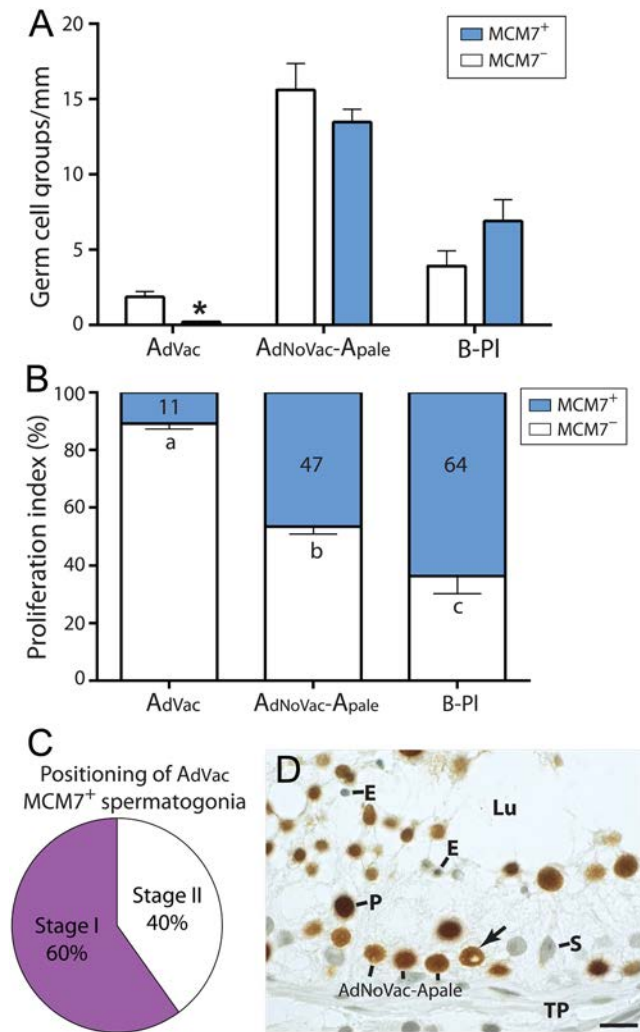 A
20
15
10
5
0
Germ cell groups/mm
MCM7⁺
MCM7⁻
*
AdVac
AdNoVac-Apale
B-Pl
B
100
80
60
40
20
0
Proliferation index (%)
MCM7⁺
MCM7⁻
11
47
64
a
b
c
AdVac
AdNoVac-Apale
B-Pl
C
Positioning of AdVac
MCM7⁺ spermatogonia
Stage II
40%
Stage I
60%
D
E
Lu
E
P
S
AdNoVac-Apale
TP